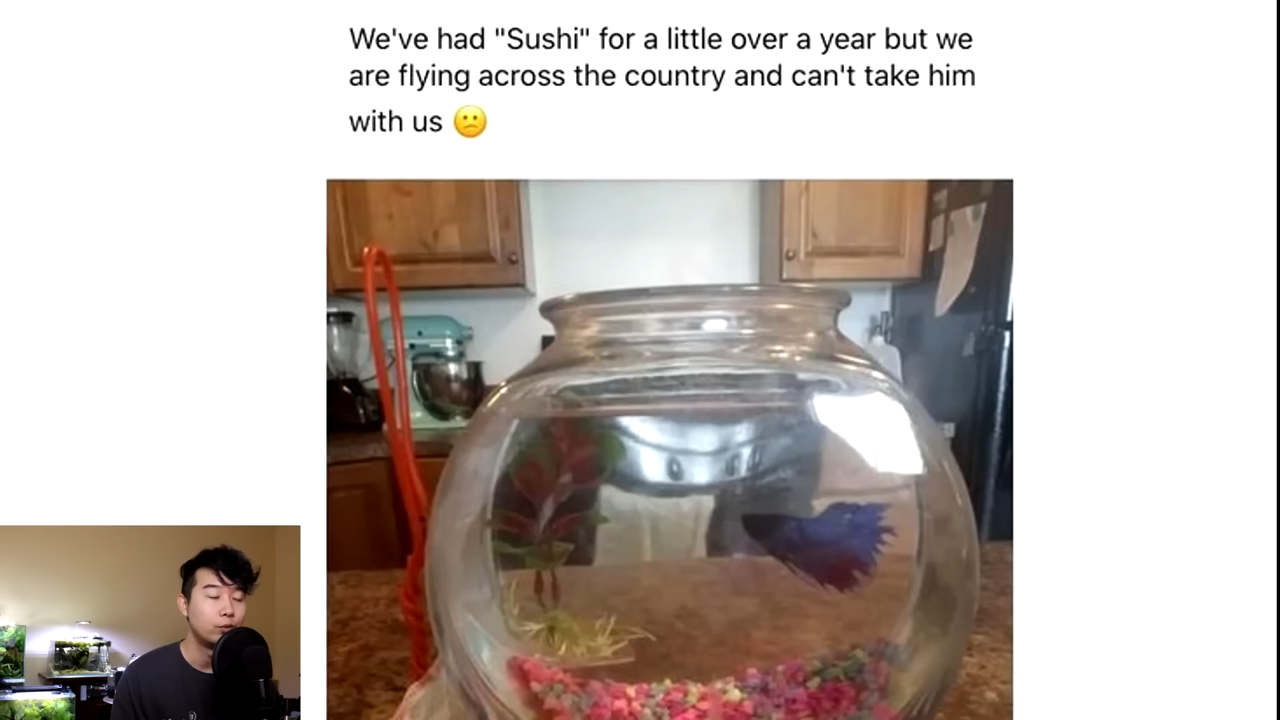 We've had "Sushi" for a little over a year but we
are flying across the country and can't take him
with us 😕